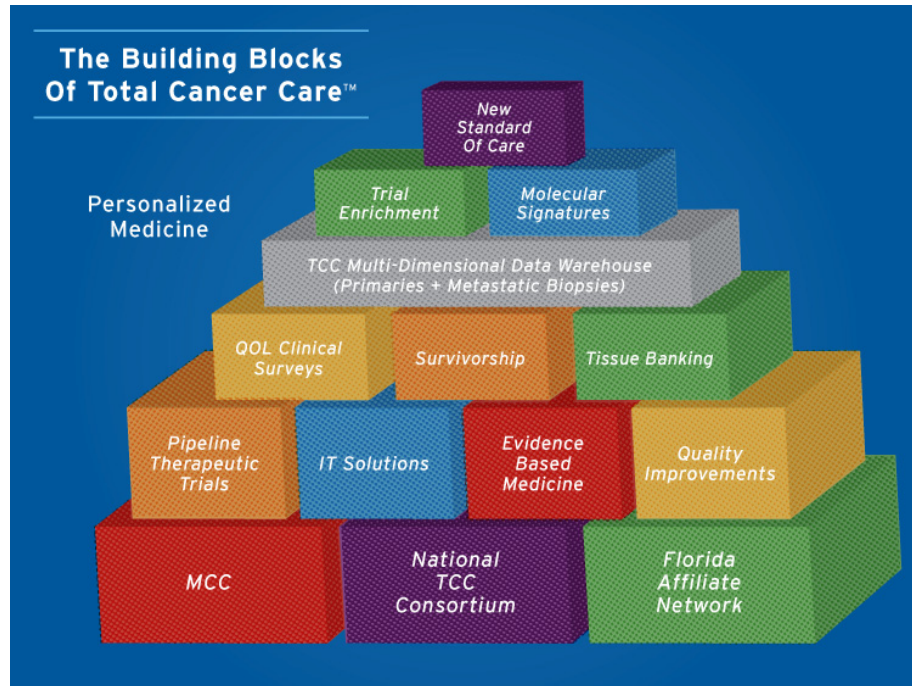 The Building Blocks
Of Total Cancer Care™
New
Standard
Of Care
Personalized
Medicine
Trial
Enrichment
Molecular
Signatures
TCC Multi-Dimensional Data Warehouse
(Primaries + Metastatic Biopsies)
QOL Clinical
Surveys
Survivorship
Tissue Banking
Pipeline
Therapeutic
Trials
IT Solutions
Evidence
Based
Medicine
Quality
Improvements
MCC
National
TCC
Consortium
Florida
Affiliate
Network